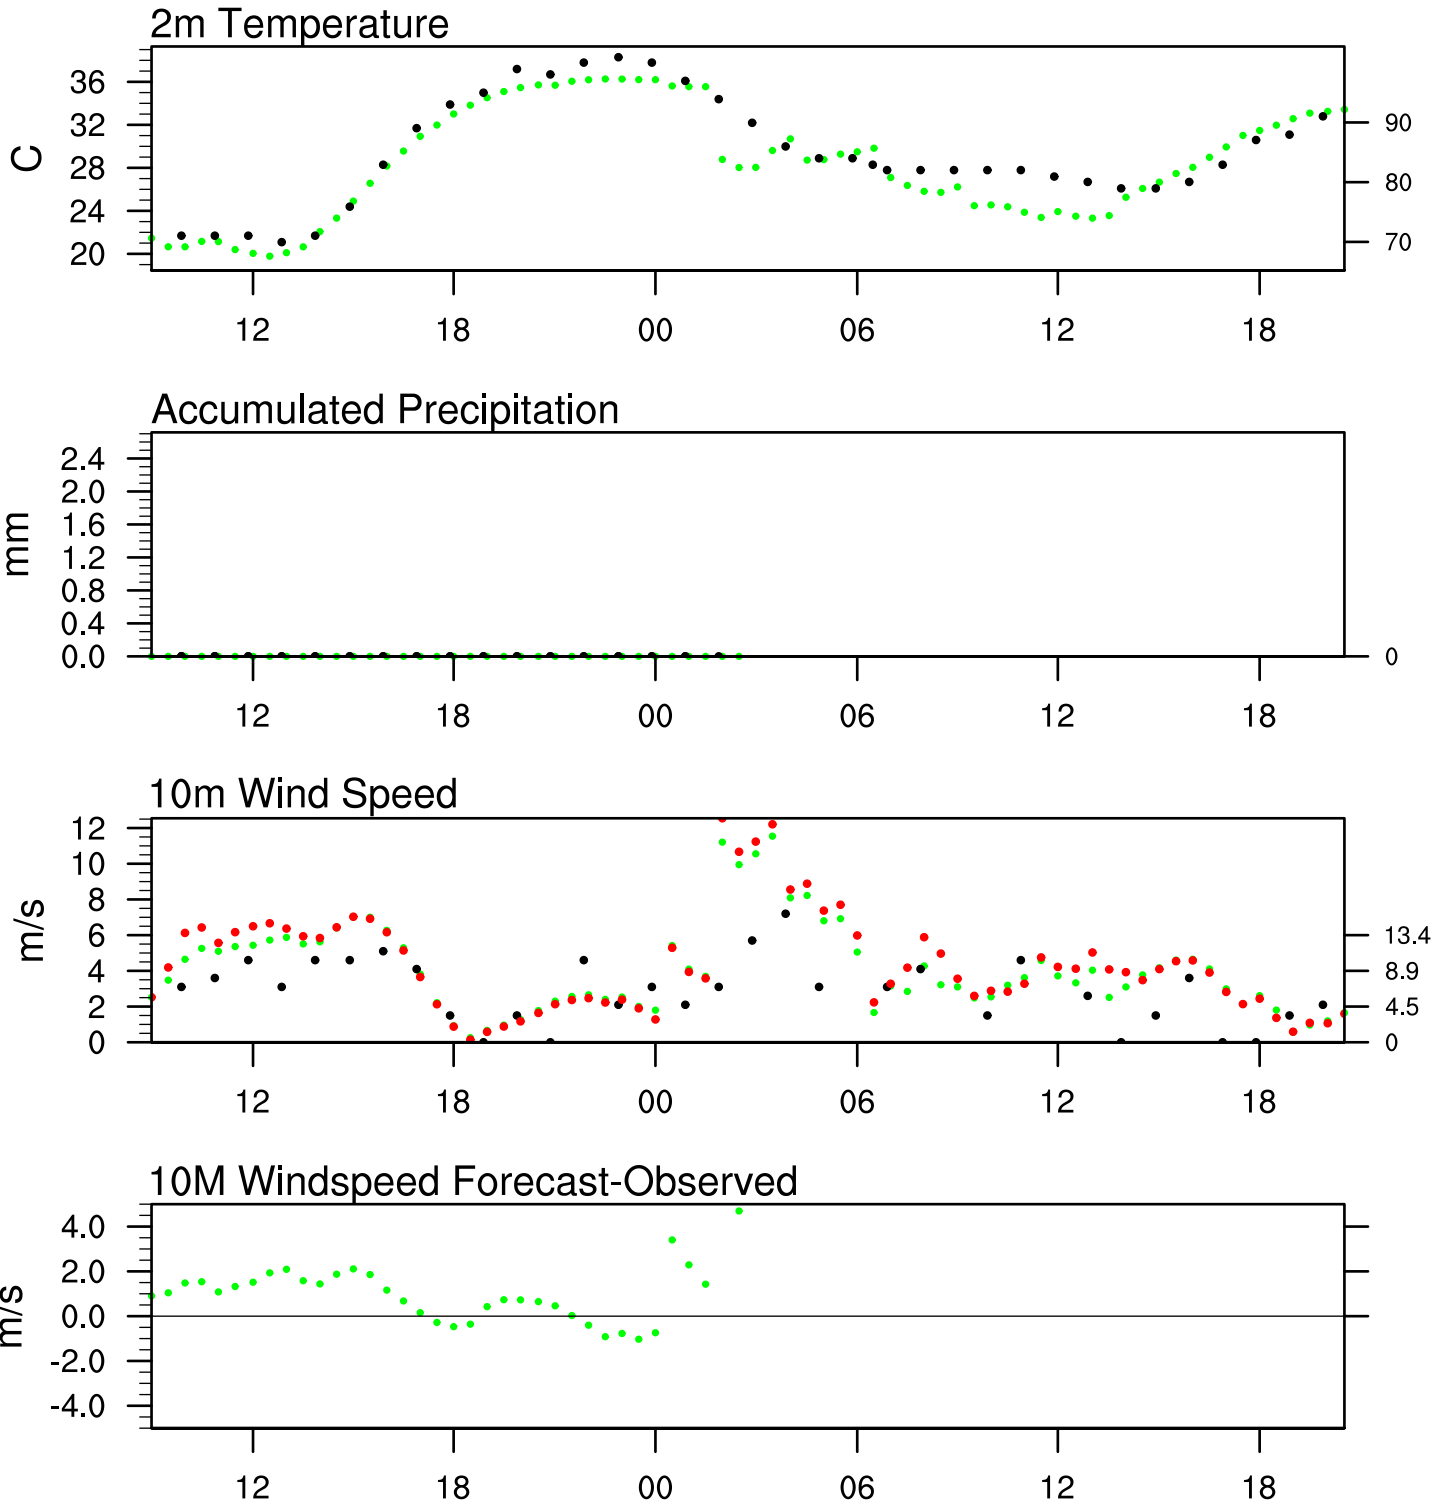 2m Temperature
C
36
32
28
24
20
90
80
70
12 18 00 06 12 18
Accumulated Precipitation
mm
2.4
2.0
1.6
1.2
0.8
0.4
0.0
0
12 18 00 06 12 18
10m Wind Speed
m/s
12
10
8
6
4
2
0
13.4
8.9
4.5
0
12 18 00 06 12 18
10M Windspeed Forecast-Observed
m/s
4.0
2.0
0.0
-2.0
-4.0
12 18 00 06 12 18